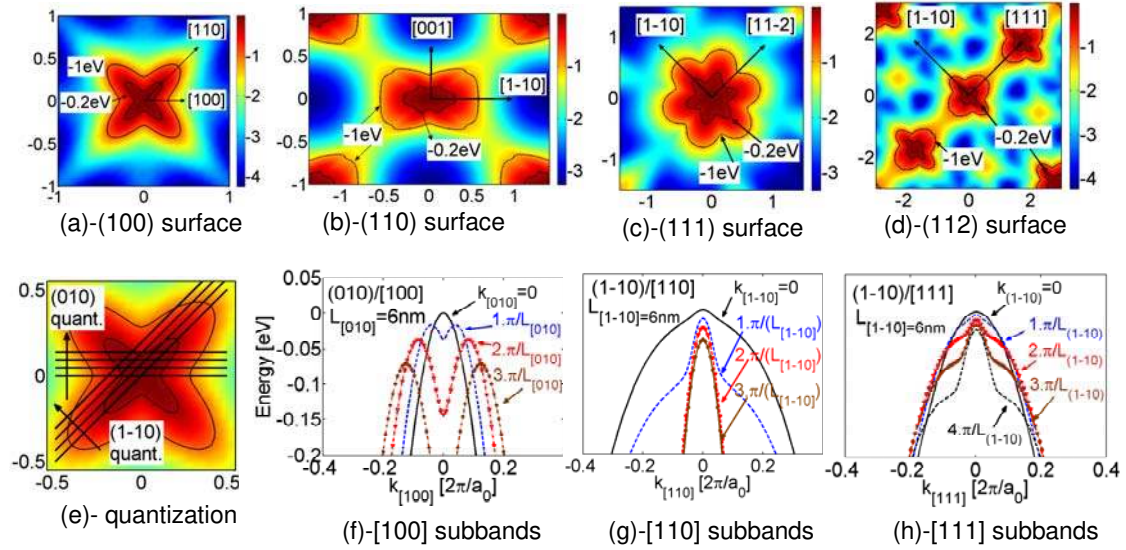 1
0.5
0
-0.5
-1
-1 0 1
[110]
-1eV
-0.2eV
[100]
-1
-2
-3
-4
(a)-(100) surface
1
0.5
0
-0.5
-1
-1 -0.5 0 0.5 1
[001]
[1-10]
-1eV
-0.2eV
-1
-2
-3
(b)-(110) surface
1
0
-1
-1.5 0 1.5
[1-10]
[11-2]
-0.2eV
-1eV
-1
-2
-3
(c)-(111) surface
2
0
-2
-2 0 2
[1-10]
[111]
-0.2eV
-1eV
-1
-2
-3
-4
(d)-(112) surface
0.5
0
-0.5
-0.5 0 0.5
(010)
quant.
(1-10)
quant.
(e)- quantization
0.05
0
-0.05
-0.1
-0.15
-0.2
Energy [eV]
(010)/[100]
L[010]=6nm
k[010]=0
1.π/L[010]
2.π/L[010]
3.π/L[010]
-0.4 -0.2 0 0.2
k[100] [2π/a0]
(f)-[100] subbands
(1-10)/[110]
L[1-10]=6nm
k[1-10]=0
1.π/(L[1-10])
2.π/(L[1-10])
3.π/(L[1-10])
0.4 -0.2 0 0.2
k[110] [2π/a0]
(g)-[110] subbands
(1-10)/[111]
L[1-10]=6nm
k(1-10)=0
1.π/L(1-10)
2.π/L(1-10)
3.π/L(1-10)
4.π/L(1-10)
0.4 -0.2 0 0.2 0.4
k[111] [2π/a0]
(h)-[111] subbands